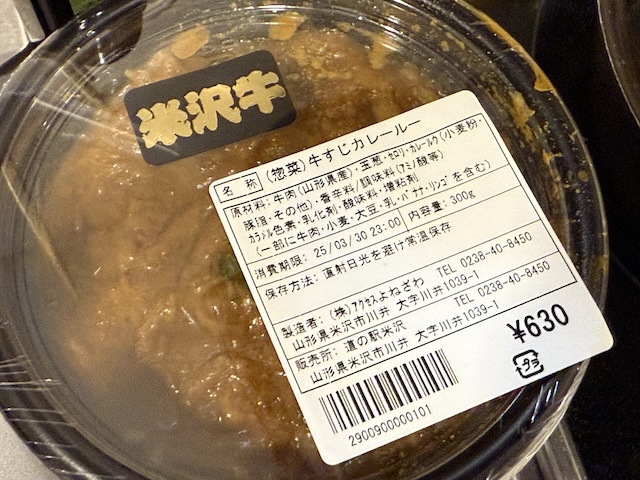 米沢牛
名 称 (惣菜)牛すじカレールー
原材料: 牛肉(山形県産)・玉葱・セロリ・カレールウ(小麦粉・
豚脂・その他)・香辛料/調味料(アミノ酸等)
カラメル色素・乳化剤・酸味料・増粘剤
(一部に牛肉・小麦・大豆・乳・バナナ・リンゴを含む)
消費期限: 25/03/30 23:00 内容量: 300g
保存方法: 直射日光を避け常温保存
製造者: (株)アクセスよねざわ TEL 0238-40-8450
山形県米沢市川井 大字川井1039-1
販売所: 道の駅米沢 TEL 0238-40-8450
山形県米沢市川井 大字川井1039-1
¥630
プラ
2900900000101